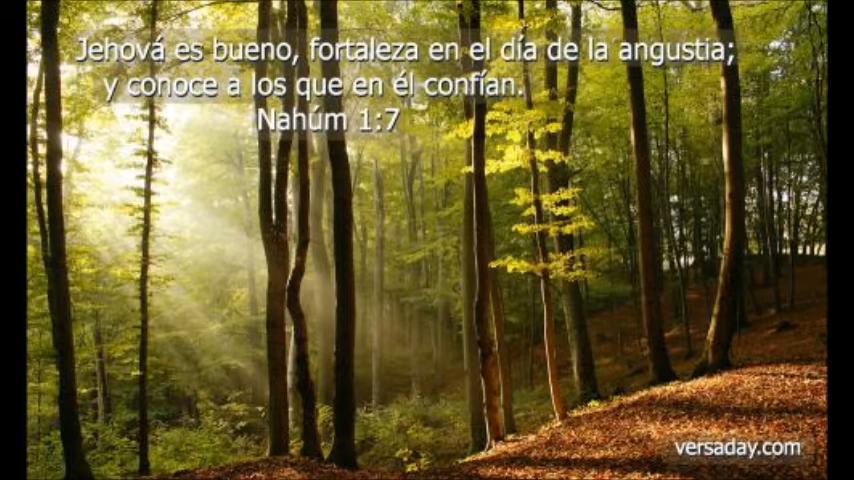 Jehová es bueno, fortaleza en el día de la angustia;
y conoce a los que en él confían.
Nahúm 1:7
versaday.com